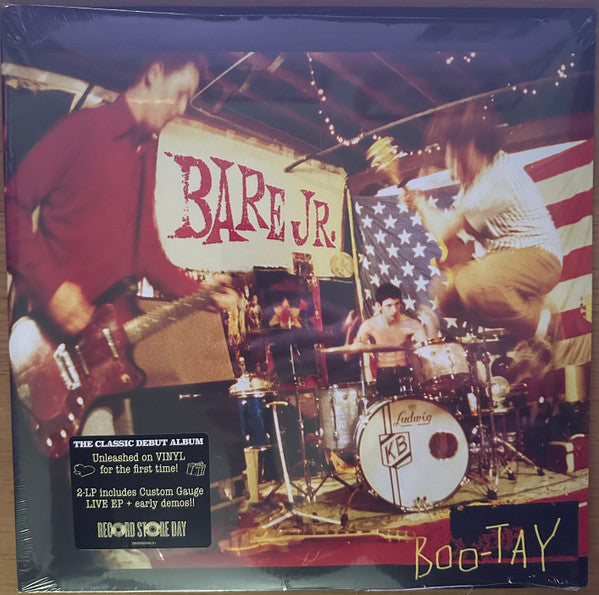 BARE JR.
Ludwig
KB
THE CLASSIC DEBUT ALBUM
Unleashed on VINYL
for the first time!
2-LP includes Custom Gauge
LIVE EP + early demos!!
RECORD STORE DAY
BOO-TAY